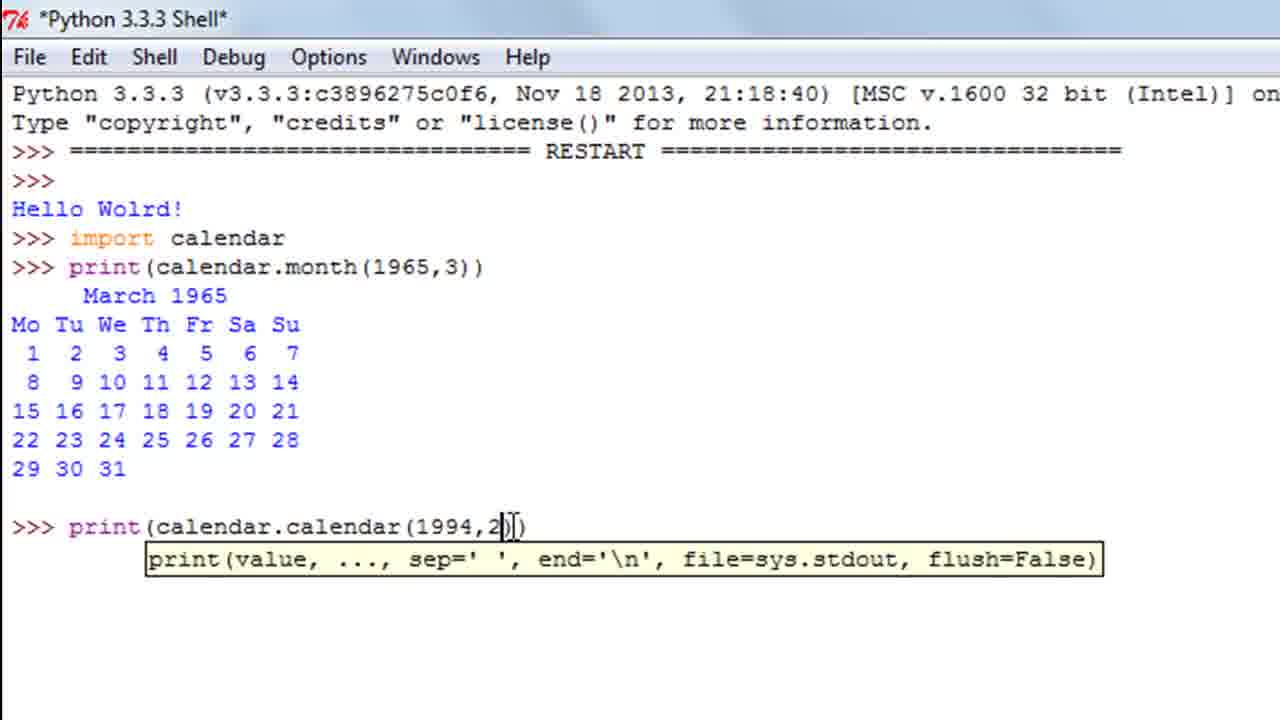 *Python 3.3.3 Shell*
File Edit Shell Debug Options Windows Help
Python 3.3.3 (v3.3.3:c3896275c0f6, Nov 18 2013, 21:18:40) [MSC v.1600 32 bit (Intel)] on
Type "copyright", "credits" or "license()" for more information.
>>> ================================ RESTART ================================
>>>
Hello Wolrd!
>>> import calendar
>>> print(calendar.month(1965,3))
     March 1965
Mo Tu We Th Fr Sa Su
 1  2  3  4  5  6  7
 8  9 10 11 12 13 14
15 16 17 18 19 20 21
22 23 24 25 26 27 28
29 30 31
>>> print(calendar.calendar(1994,2))
print(value, ..., sep=' ', end='\n', file=sys.stdout, flush=False)